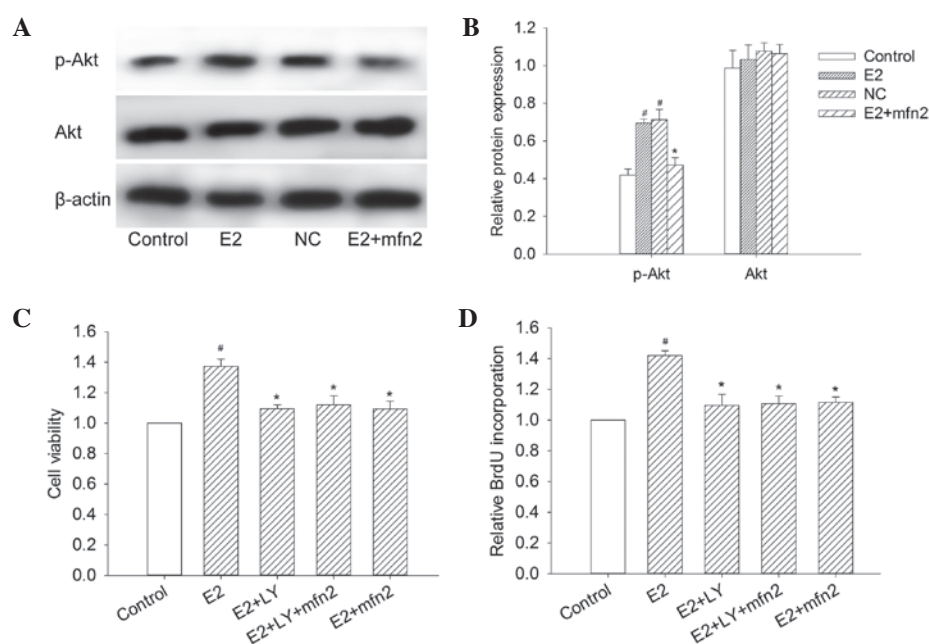 A
p-Akt
Akt
β-actin
Control E2 NC E2+mfn2
B
Relative protein expression
1.2
1.0
0.8
0.6
0.4
0.2
0.0
# # *
p-Akt Akt
Control
E2
NC
E2+mfn2
C
Cell viability
1.6
1.4
1.2
1.0
0.8
0.6
0.4
0.2
0.0
# * * *
Control E2 E2+LY E2+LY+mfn2 E2+mfn2
D
Relative BrdU incorporation
1.6
1.4
1.2
1.0
0.8
0.6
0.4
0.2
0.0
# * * *
Control E2 E2+LY E2+LY+mfn2 E2+mfn2